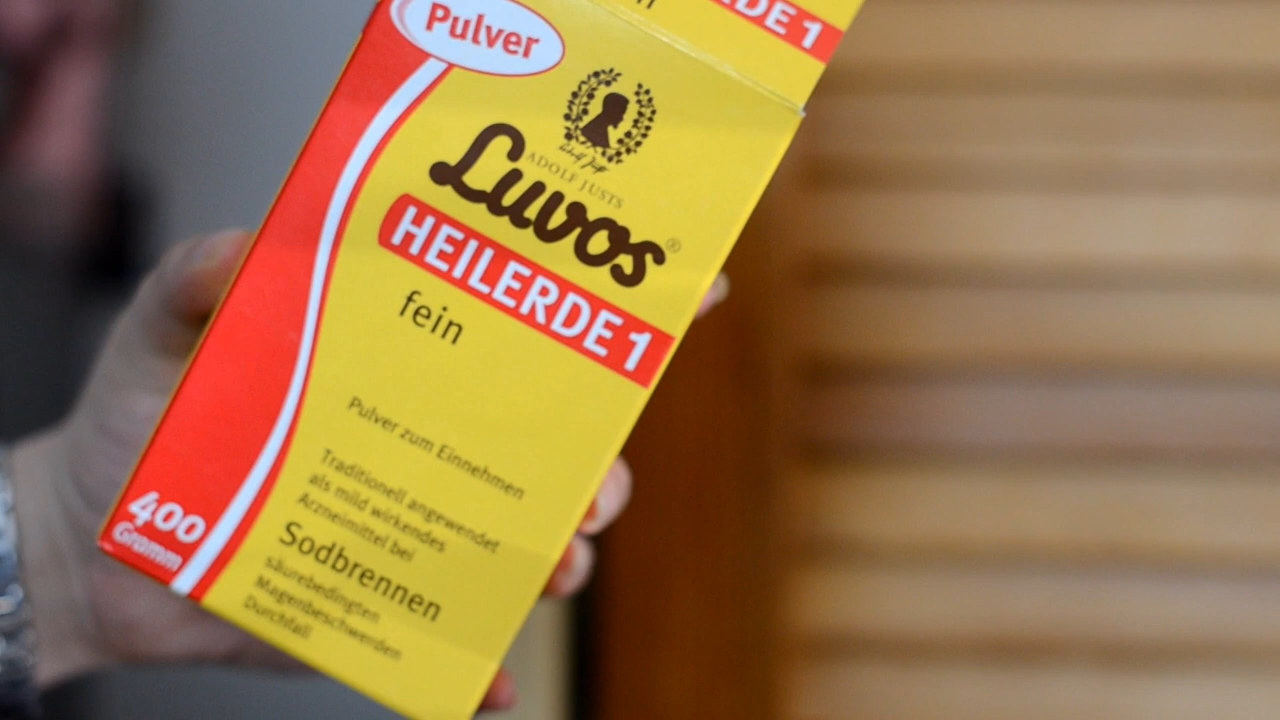 RDE 1
Pulver
ADOLF JUSTS
Luvos®
HEILERDE 1
fein
Pulver zum Einnehmen
Traditionell angewendet
als mild wirkendes
Arzneimittel bei
Sodbrennen
säurebedingten
Magenbeschwerden
Durchfall
400
Gramm